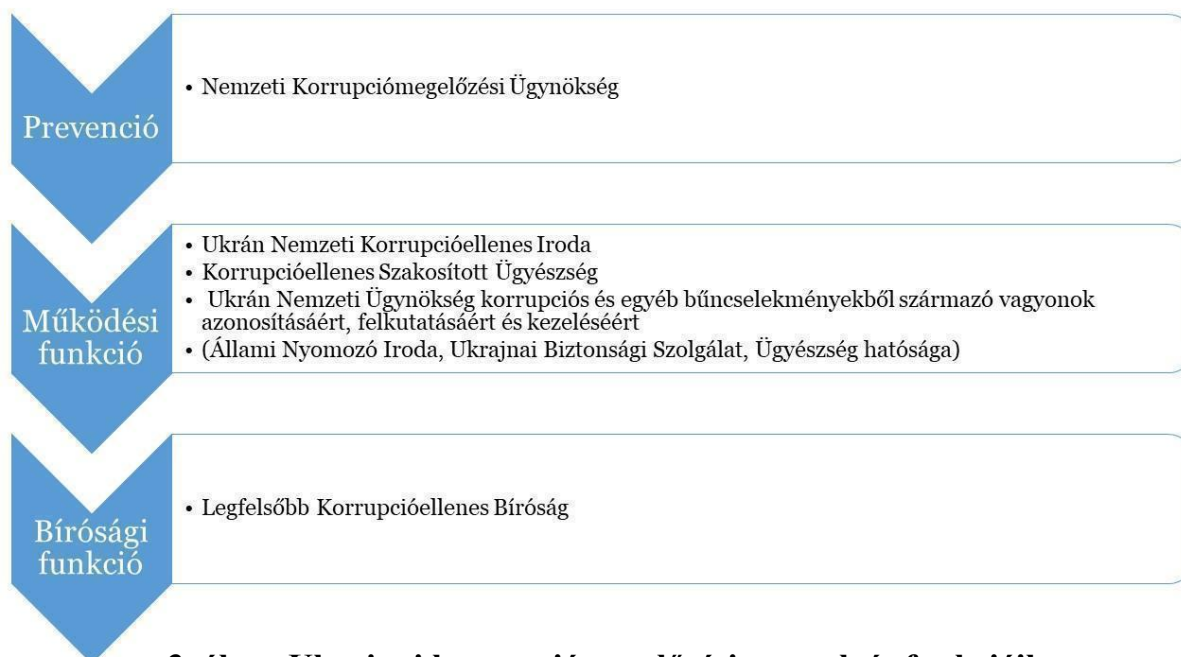 Prevenció
• Nemzeti Korrupciómegelőzési Ügynökség
Működési
funkció
• Ukrán Nemzeti Korrupcióellenes Iroda
• Korrupcióellenes Szakosított Ügyészség
• Ukrán Nemzeti Ügynökség korrupciós és egyéb bűncselekményekből származó vagyonok
azonosításáért, felkutatásáért és kezeléséért
• (Állami Nyomozó Iroda, Ukrajnai Biztonsági Szolgálat, Ügyészség hatósága)
Bírósági
funkció
• Legfelsőbb Korrupcióellenes Bíróság